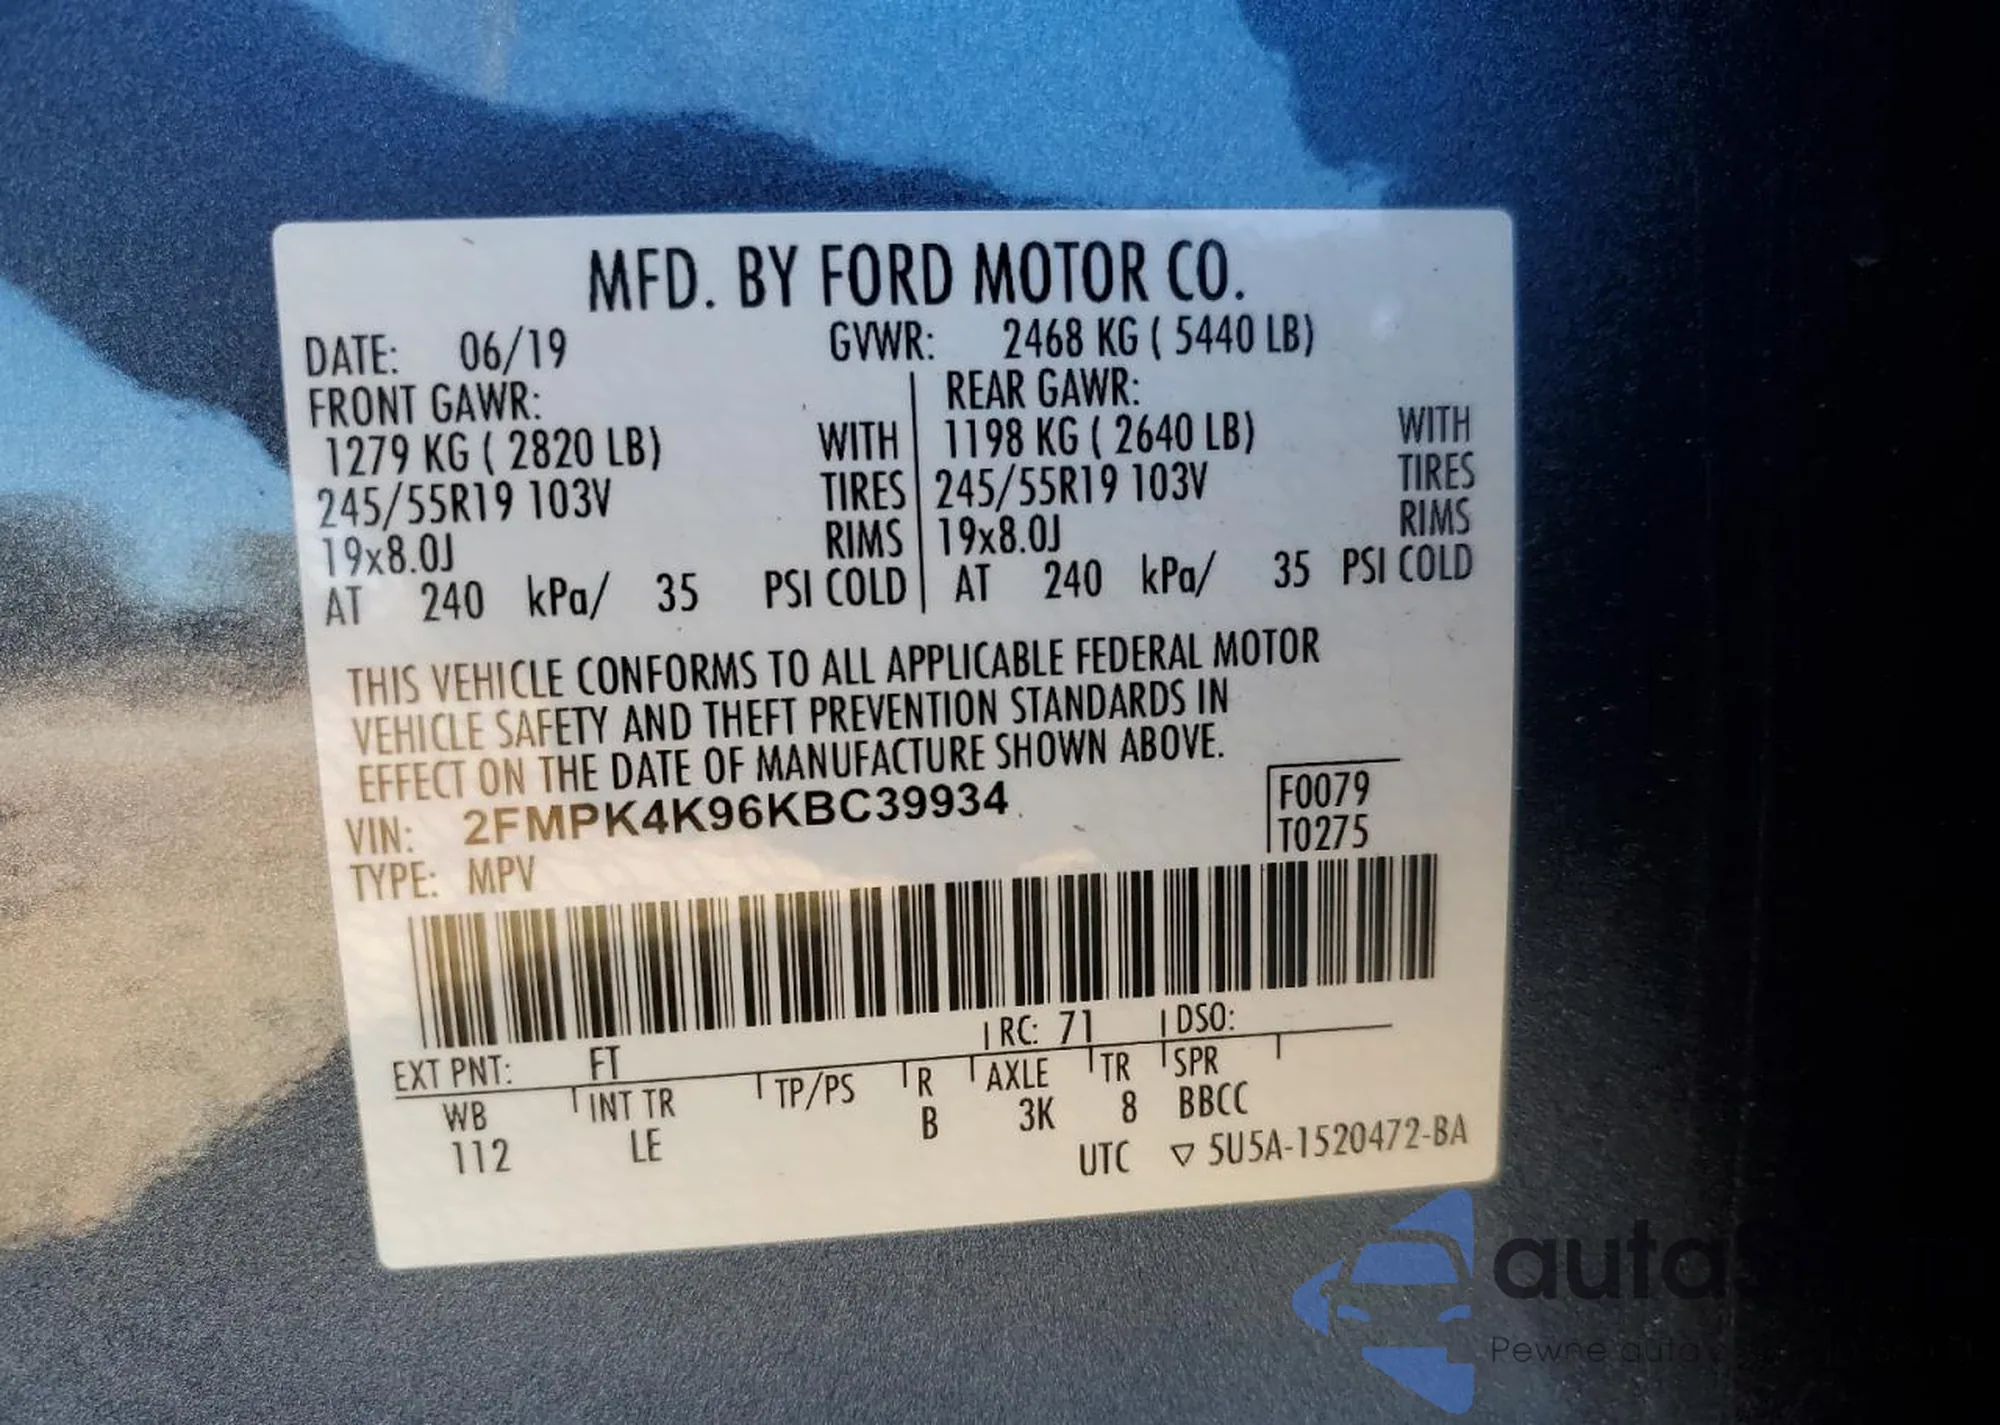 MFD. BY FORD MOTOR CO.
DATE: 06/19 GVWR: 2468 KG ( 5440 LB)
FRONT GAWR: REAR GAWR:
1279 KG ( 2820 LB) WITH 1198 KG ( 2640 LB) WITH
245/55R19 103V TIRES 245/55R19 103V TIRES
19x8.0J RIMS 19x8.0J RIMS
AT 240 kPa/ 35 PSI COLD AT 240 kPa/ 35 PSI COLD
THIS VEHICLE CONFORMS TO ALL APPLICABLE FEDERAL MOTOR
VEHICLE SAFETY AND THEFT PREVENTION STANDARDS IN
EFFECT ON THE DATE OF MANUFACTURE SHOWN ABOVE.
VIN: 2FMPK4K96KBC39934
F0079
TYPE: MPV
T0275
EXT PNT: FT RC: 71 DSO:
WB INT TR TP/PS R AXLE TR SPR
112 LE B 3K 8 BBCC
UTC ▽ 5U5A-1520472-BA
Pewne auto